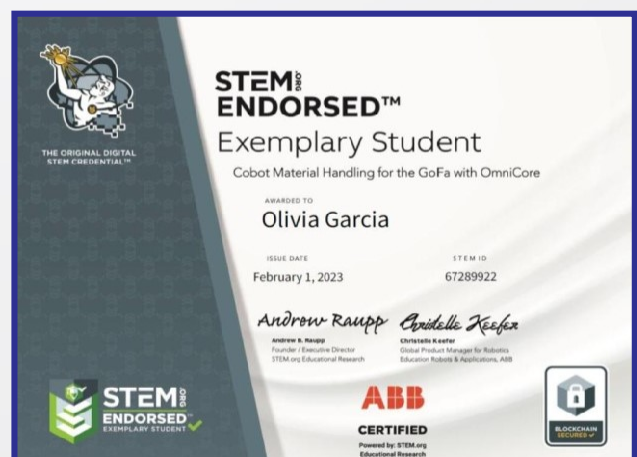 THE ORIGINAL DIGITAL
STEM CREDENTIAL™
STEM.ORG
ENDORSED™
Exemplary Student
Cobot Material Handling for the GoFa with OmniCore
AWARDED TO
Olivia Garcia
ISSUE DATE
STEM ID
February 1, 2023
67289922
Andrew Raupp
Christelle Keefer
Andrew B. Raupp
Founder / Executive Director
STEM.org Educational Research
Christelle Keefer
Global Product Manager for Robotics
Education Robots & Applications, ABB
STEM.ORG
ENDORSED™
EXEMPLARY STUDENT
ABB
CERTIFIED
Powered by: STEM.org
Educational Research
BLOCKCHAIN
SECURED